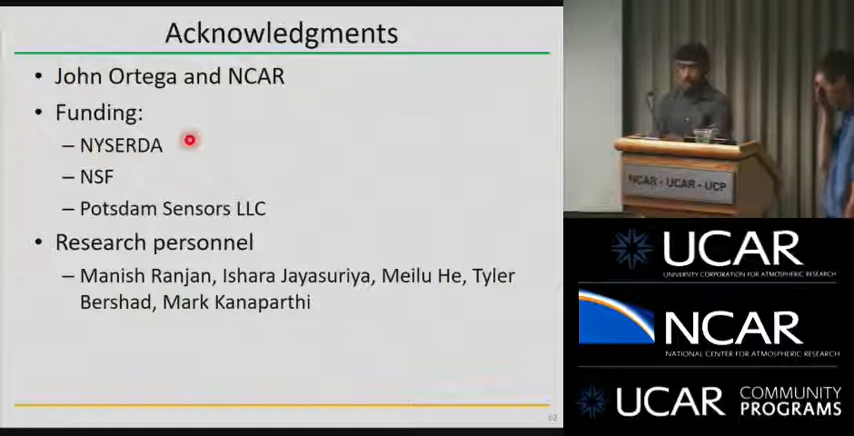 Acknowledgments
• John Ortega and NCAR
• Funding:
– NYSERDA
– NSF
– Potsdam Sensors LLC
• Research personnel
– Manish Ranjan, Ishara Jayasuriya, Meilu He, Tyler
Bershad, Mark Kanaparthi
62
NCAR - UCAR - UCP
UCAR
UNIVERSITY CORPORATION FOR ATMOSPHERIC RESEARCH
NCAR
NATIONAL CENTER FOR ATMOSPHERIC RESEARCH
UCAR COMMUNITY
PROGRAMS